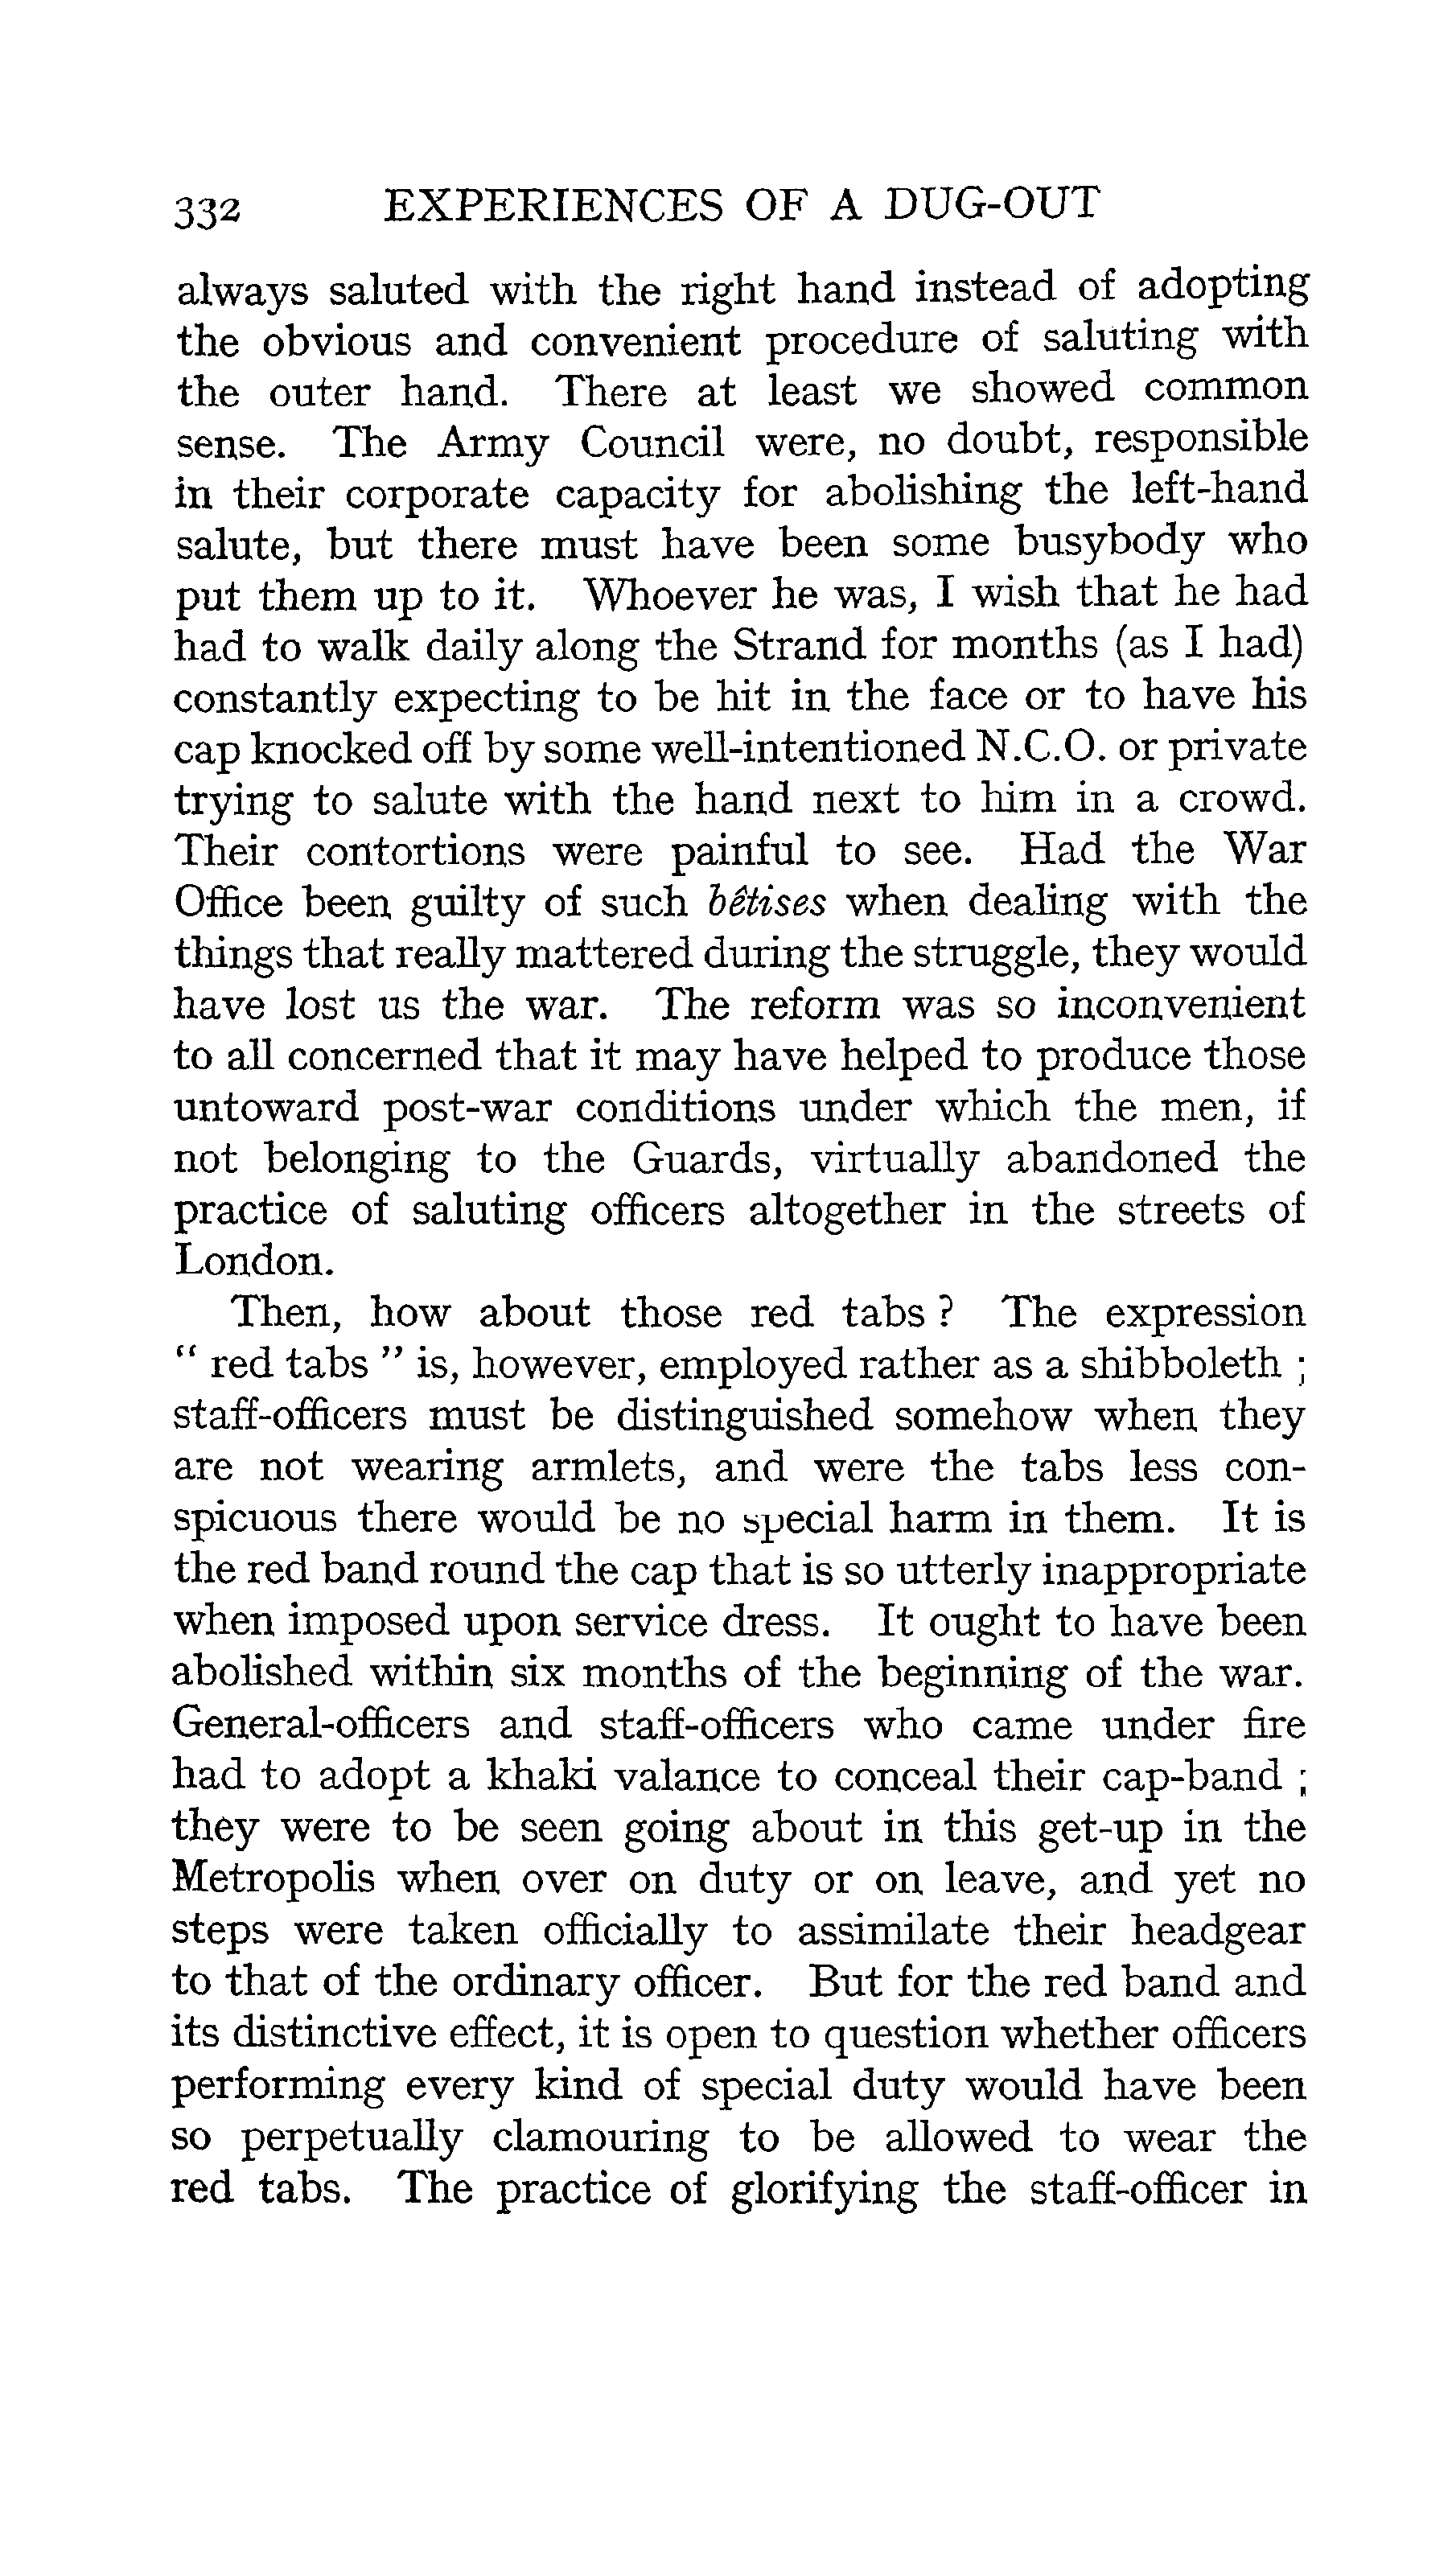 332 EXPERIENCES OF A DUG-OUT
always saluted with the right hand instead of adopting
the obvious and convenient procedure of saluting with
the outer hand. There at least we showed common
sense. The Army Council were, no doubt, responsible
in their corporate capacity for abolishing the left-hand
salute, but there must have been some busybody who
put them up to it. Whoever he was, I wish that he had
had to walk daily along the Strand for months (as I had)
constantly expecting to be hit in the face or to have his
cap knocked off by some well-intentioned N.C.O. or private
trying to salute with the hand next to him in a crowd.
Their contortions were painful to see. Had the War
Office been guilty of such bêtises when dealing with the
things that really mattered during the struggle, they would
have lost us the war. The reform was so inconvenient
to all concerned that it may have helped to produce those
untoward post-war conditions under which the men, if
not belonging to the Guards, virtually abandoned the
practice of saluting officers altogether in the streets of
London.
Then, how about those red tabs ? The expression
“ red tabs ” is, however, employed rather as a shibboleth ;
staff-officers must be distinguished somehow when they
are not wearing armlets, and were the tabs less con-
spicuous there would be no special harm in them. It is
the red band round the cap that is so utterly inappropriate
when imposed upon service dress. It ought to have been
abolished within six months of the beginning of the war.
General-officers and staff-officers who came under fire
had to adopt a khaki valance to conceal their cap-band ;
they were to be seen going about in this get-up in the
Metropolis when over on duty or on leave, and yet no
steps were taken officially to assimilate their headgear
to that of the ordinary officer. But for the red band and
its distinctive effect, it is open to question whether officers
performing every kind of special duty would have been
so perpetually clamouring to be allowed to wear the
red tabs. The practice of glorifying the staff-officer in